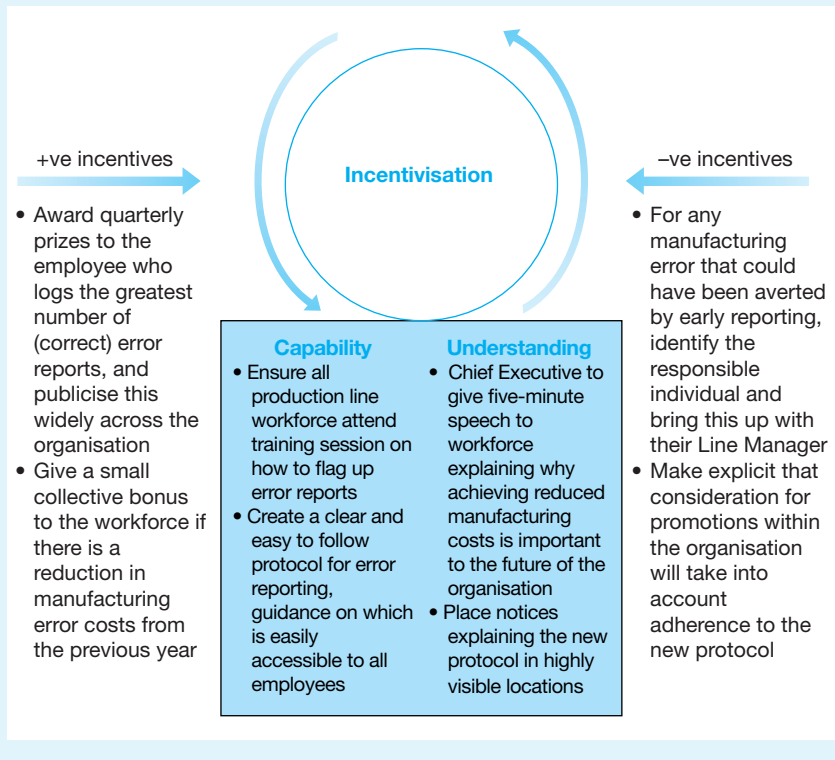 Incentivisation
+ve incentives
• Award quarterly
prizes to the
employee who
logs the greatest
number of
(correct) error
reports, and
publicise this
widely across the
organisation
• Give a small
collective bonus
to the workforce if
there is a
reduction in
manufacturing
error costs from
the previous year
Capability
• Ensure all
production line
workforce attend
training session on
how to flag up
error reports
• Create a clear and
easy to follow
protocol for error
reporting,
guidance on which
is easily
accessible to all
employees
Understanding
• Chief Executive to
give five-minute
speech to
workforce
explaining why
achieving reduced
manufacturing
costs is important
to the future of the
organisation
• Place notices
explaining the new
protocol in highly
visible locations
–ve incentives
• For any
manufacturing
error that could
have been averted
by early reporting,
identify the
responsible
individual and
bring this up with
their Line Manager
• Make explicit that
consideration for
promotions within
the organisation
will take into
account
adherence to the
new protocol